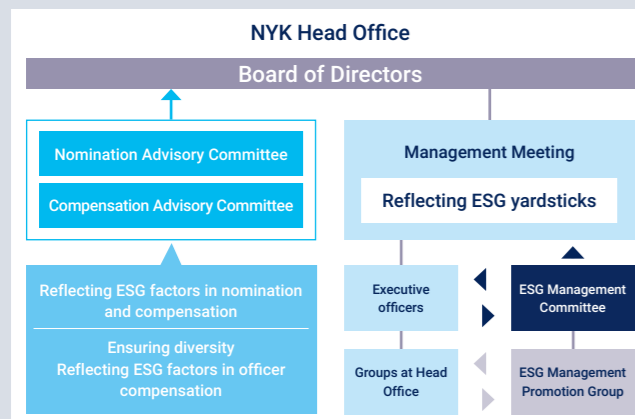 NYK Head Office
Board of Directors
Nomination Advisory Committee
Compensation Advisory Committee
Reflecting ESG factors in nomination
and compensation
Ensuring diversity
Reflecting ESG factors in officer
compensation
Management Meeting
Reflecting ESG yardsticks
Executive
officers
ESG Management
Committee
Groups at Head
Office
ESG Management
Promotion Group